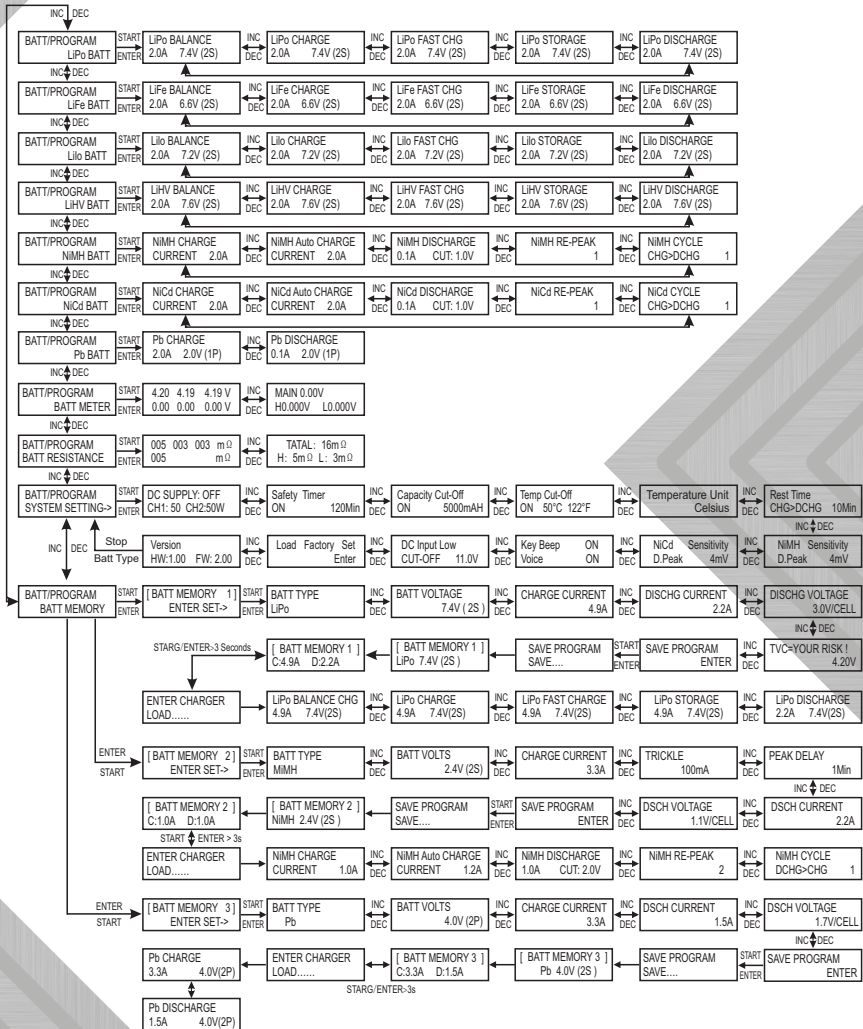 INC DEC
BATT/PROGRAM START LiPo BALANCE INC LiPo CHARGE INC LiPo FAST CHG INC LiPo STORAGE INC LiPo DISCHARGE
LiPo BATT ENTER 2.0A 7.4V (2S) DEC 2.0A 7.4V (2S) DEC 2.0A 7.4V (2S) DEC 2.0A 7.4V (2S) DEC 2.0A 7.4V (2S)
INC DEC
BATT/PROGRAM START LiFe BALANCE INC LiFe CHARGE INC LiFe FAST CHG INC LiFe STORAGE INC LiFe DISCHARGE
LiFe BATT ENTER 2.0A 6.6V (2S) DEC 2.0A 6.6V (2S) DEC 2.0A 6.6V (2S) DEC 2.0A 6.6V (2S) DEC 2.0A 6.6V (2S)
INC DEC
BATT/PROGRAM START LiIo BALANCE INC LiIo CHARGE INC LiIo FAST CHG INC LiIo STORAGE INC LiIo DISCHARGE
LiIo BATT ENTER 2.0A 7.2V (2S) DEC 2.0A 7.2V (2S) DEC 2.0A 7.2V (2S) DEC 2.0A 7.2V (2S) DEC 2.0A 7.2V (2S)
INC DEC
BATT/PROGRAM START LiHV BALANCE INC LiHV CHARGE INC LiHV FAST CHG INC LiHV STORAGE INC LiHV DISCHARGE
LiHV BATT ENTER 2.0A 7.6V (2S) DEC 2.0A 7.6V (2S) DEC 2.0A 7.6V (2S) DEC 2.0A 7.6V (2S) DEC 2.0A 7.6V (2S)
INC DEC
BATT/PROGRAM START NiMH CHARGE INC NiMH Auto CHARGE INC NiMH DISCHARGE INC NiMH RE-PEAK INC NiMH CYCLE
NiMH BATT ENTER CURRENT 2.0A DEC CURRENT 2.0A DEC 0.1A CUT: 1.0V DEC 1 DEC CHG>DCHG 1
INC DEC
BATT/PROGRAM START NiCd CHARGE INC NiCd Auto CHARGE INC NiCd DISCHARGE INC NiCd RE-PEAK INC NiCd CYCLE
NiCd BATT ENTER CURRENT 2.0A DEC CURRENT 2.0A DEC 0.1A CUT: 1.0V DEC 1 DEC CHG>DCHG 1
INC DEC
BATT/PROGRAM START Pb CHARGE INC Pb DISCHARGE
Pb BATT ENTER 2.0A 2.0V (1P) DEC 0.1A 2.0V (1P)
INC DEC
BATT/PROGRAM START 4.20 4.19 4.19 V INC MAIN 0.00V
BATT METER ENTER 0.00 0.00 0.00 V DEC H0.000V L0.000V
INC DEC
BATT/PROGRAM START 005 003 003 mΩ INC TATAL: 16mΩ
BATT RESISTANCE ENTER 005 mΩ DEC H: 5mΩ L: 3mΩ
INC DEC
BATT/PROGRAM START DC SUPPLY: OFF INC Safety Timer INC Capacity Cut-Off INC Temp Cut-Off INC Temperature Unit INC Rest Time
SYSTEM SETTING-> ENTER CH1: 50 CH2:50W DEC ON 120Min DEC ON 5000mAH DEC ON 50°C 122°F DEC Celsius DEC CHG>DCHG 10Min
INC DEC
INC DEC Stop Version INC Load Factory Set INC DC Input Low INC Key Beep ON INC NiCd Sensitivity INC NiMH Sensitivity
Batt Type HW:1.00 FW: 2.00 DEC Enter DEC CUT-OFF 11.0V DEC Voice ON DEC D.Peak 4mV DEC D.Peak 4mV
BATT/PROGRAM START [ BATT MEMORY 1 ] START BATT TYPE INC BATT VOLTAGE INC CHARGE CURRENT INC DISCHG CURRENT INC DISCHG VOLTAGE
BATT MEMORY ENTER ENTER SET-> ENTER LiPo DEC 7.4V ( 2S ) DEC 4.9A DEC 2.2A DEC 3.0V/CELL
INC DEC
STARG/ENTER>3 Seconds [ BATT MEMORY 1 ] [ BATT MEMORY 1 ] SAVE PROGRAM START SAVE PROGRAM INC TVC=YOUR RISK !
C:4.9A D:2.2A LiPo 7.4V (2S ) SAVE.... ENTER ENTER DEC 4.20V
ENTER CHARGER LiPo BALANCE CHG INC LiPo CHARGE INC LiPo FAST CHARGE INC LiPo STORAGE INC LiPo DISCHARGE
LOAD...... 4.9A 7.4V(2S) DEC 4.9A 7.4V(2S) DEC 4.9A 7.4V(2S) DEC 4.9A 7.4V(2S) DEC 2.2A 7.4V(2S)
ENTER [ BATT MEMORY 2 ] START BATT TYPE INC BATT VOLTS INC CHARGE CURRENT INC TRICKLE INC PEAK DELAY
START ENTER SET-> ENTER MiMH DEC 2.4V (2S) DEC 3.3A DEC 100mA DEC 1Min
INC DEC
[ BATT MEMORY 2 ] [ BATT MEMORY 2 ] SAVE PROGRAM START SAVE PROGRAM INC DSCH VOLTAGE INC DSCH CURRENT
C:1.0A D:1.0A NiMH 2.4V (2S ) SAVE.... ENTER ENTER DEC 1.1V/CELL DEC 2.2A
START ENTER > 3s
ENTER CHARGER NiMH CHARGE INC NiMH Auto CHARGE INC NiMH DISCHARGE INC NiMH RE-PEAK INC NiMH CYCLE
LOAD...... CURRENT 1.0A DEC CURRENT 1.2A DEC 1.0A CUT: 2.0V DEC 2 DEC DCHG>CHG 1
ENTER [ BATT MEMORY 3 ] START BATT TYPE INC BATT VOLTS INC CHARGE CURRENT INC DSCH CURRENT INC DSCH VOLTAGE
START ENTER SET-> ENTER Pb DEC 4.0V (2P) DEC 3.3A DEC 1.5A DEC 1.7V/CELL
INC DEC
Pb CHARGE ENTER CHARGER [ BATT MEMORY 3 ] [ BATT MEMORY 3 ] SAVE PROGRAM START SAVE PROGRAM
3.3A 4.0V(2P) LOAD...... C:3.3A D:1.5A Pb 4.0V (2S ) SAVE.... ENTER ENTER
STARG/ENTER>3s
Pb DISCHARGE
1.5A 4.0V(2P)